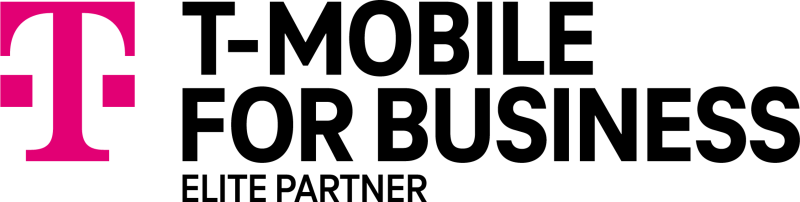 T-MOBILE
FOR BUSINESS
ELITE PARTNER